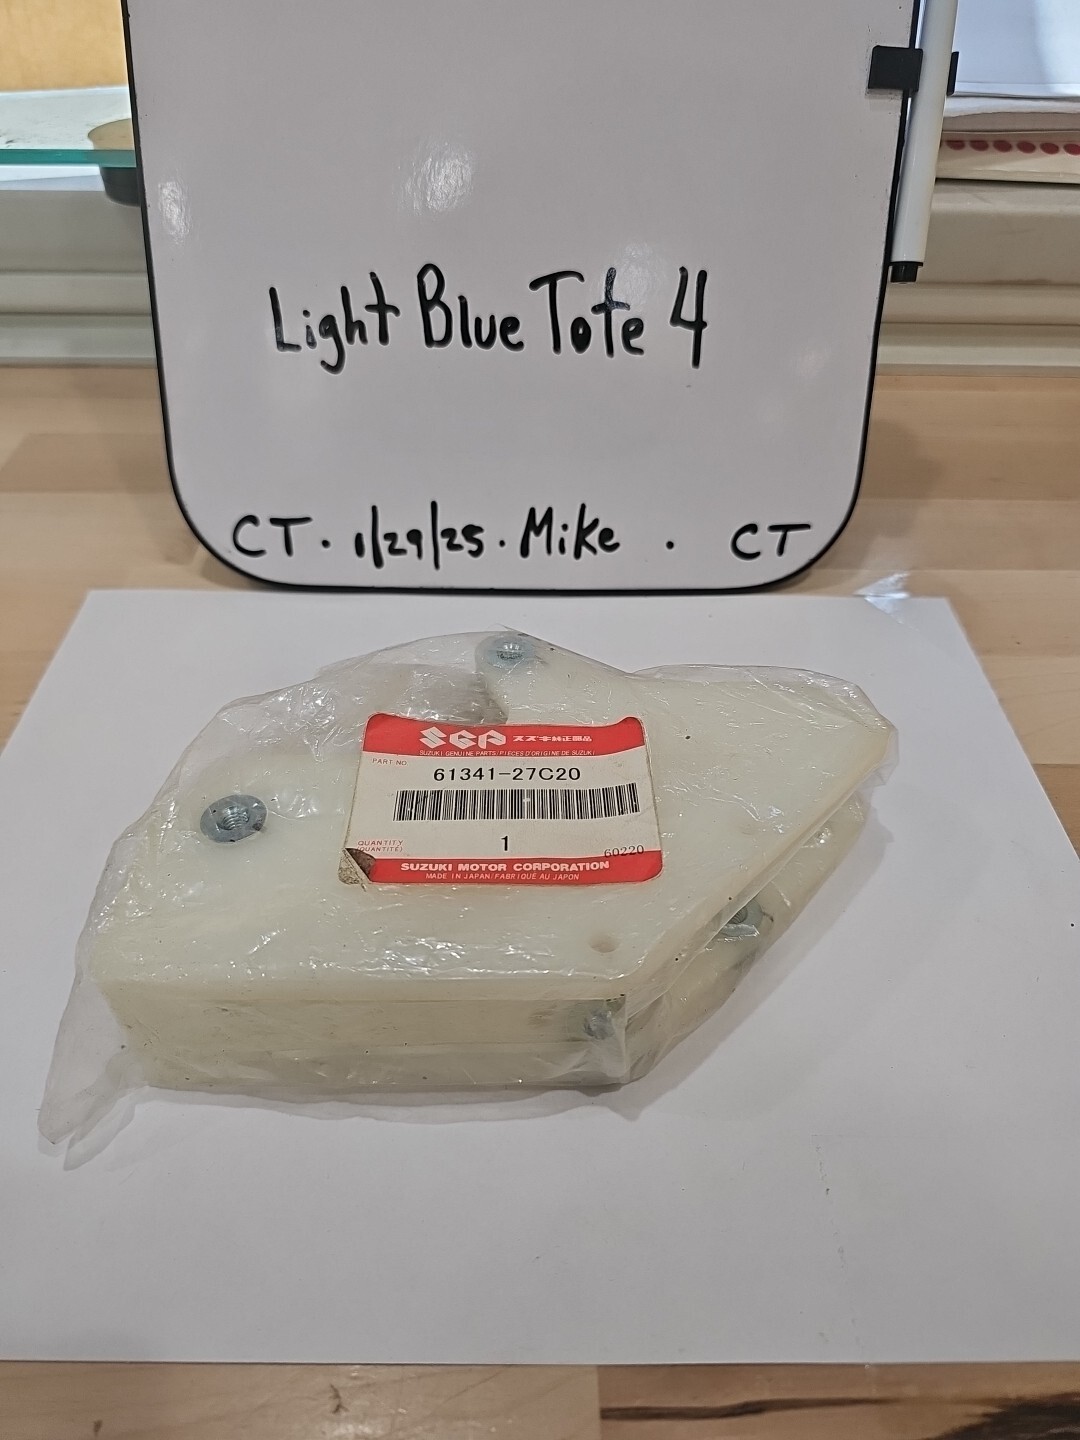 Light Blue Tote 4
CT. 1/29/25. Mike . CT
SGP スズキ純正部品
SUZUKI GENUINE PARTS/PIECES D'ORIGINE DE SUZUKI
PART NO.
61341-27C20
QUANTITY
(QUANTITÉ)
1
60220
SUZUKI MOTOR CORPORATION
MADE IN JAPAN/FABRIQUÉ AU JAPON